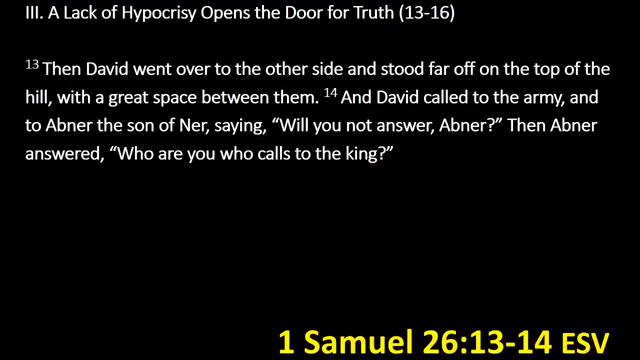 III. A Lack of Hypocrisy Opens the Door for Truth (13-16)
13 Then David went over to the other side and stood far off on the top of the
hill, with a great space between them. 14 And David called to the army, and
to Abner the son of Ner, saying, “Will you not answer, Abner?” Then Abner
answered, “Who are you who calls to the king?”
1 Samuel 26:13-14 ESV